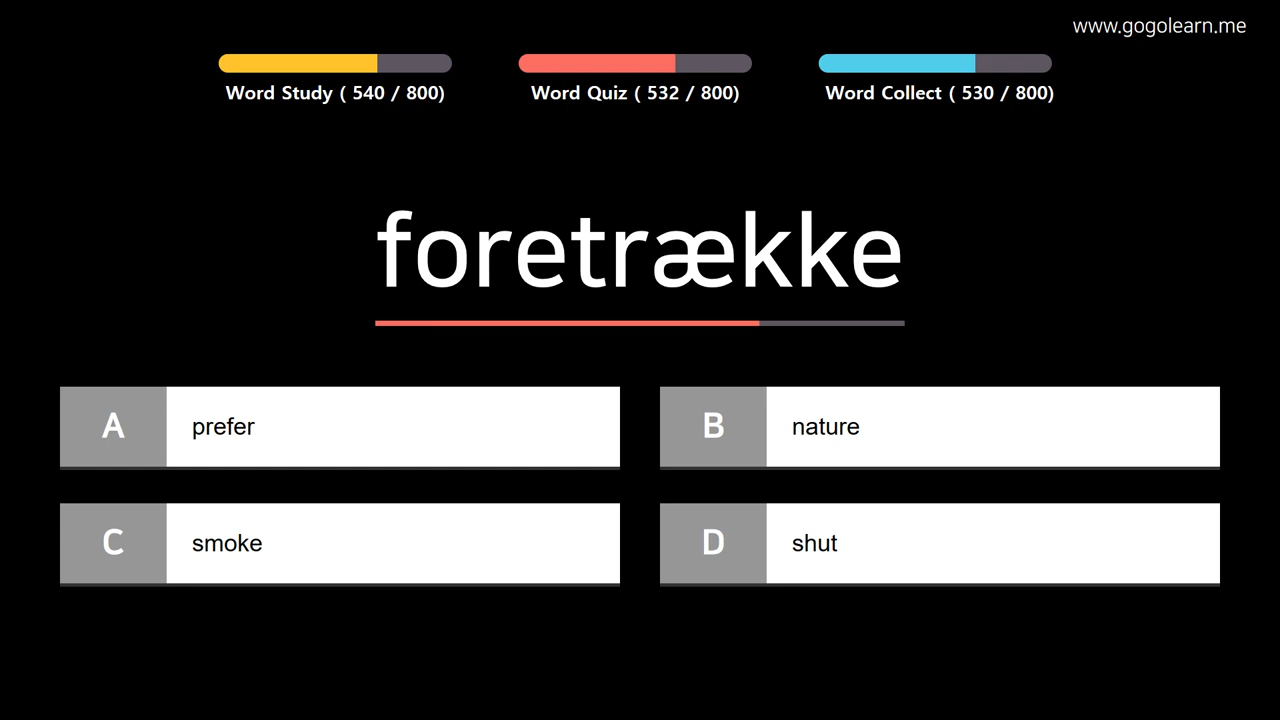 www.gogolearn.me
Word Study ( 540 / 800)
Word Quiz ( 532 / 800)
Word Collect ( 530 / 800)
foretrække
A prefer
B nature
C smoke
D shut